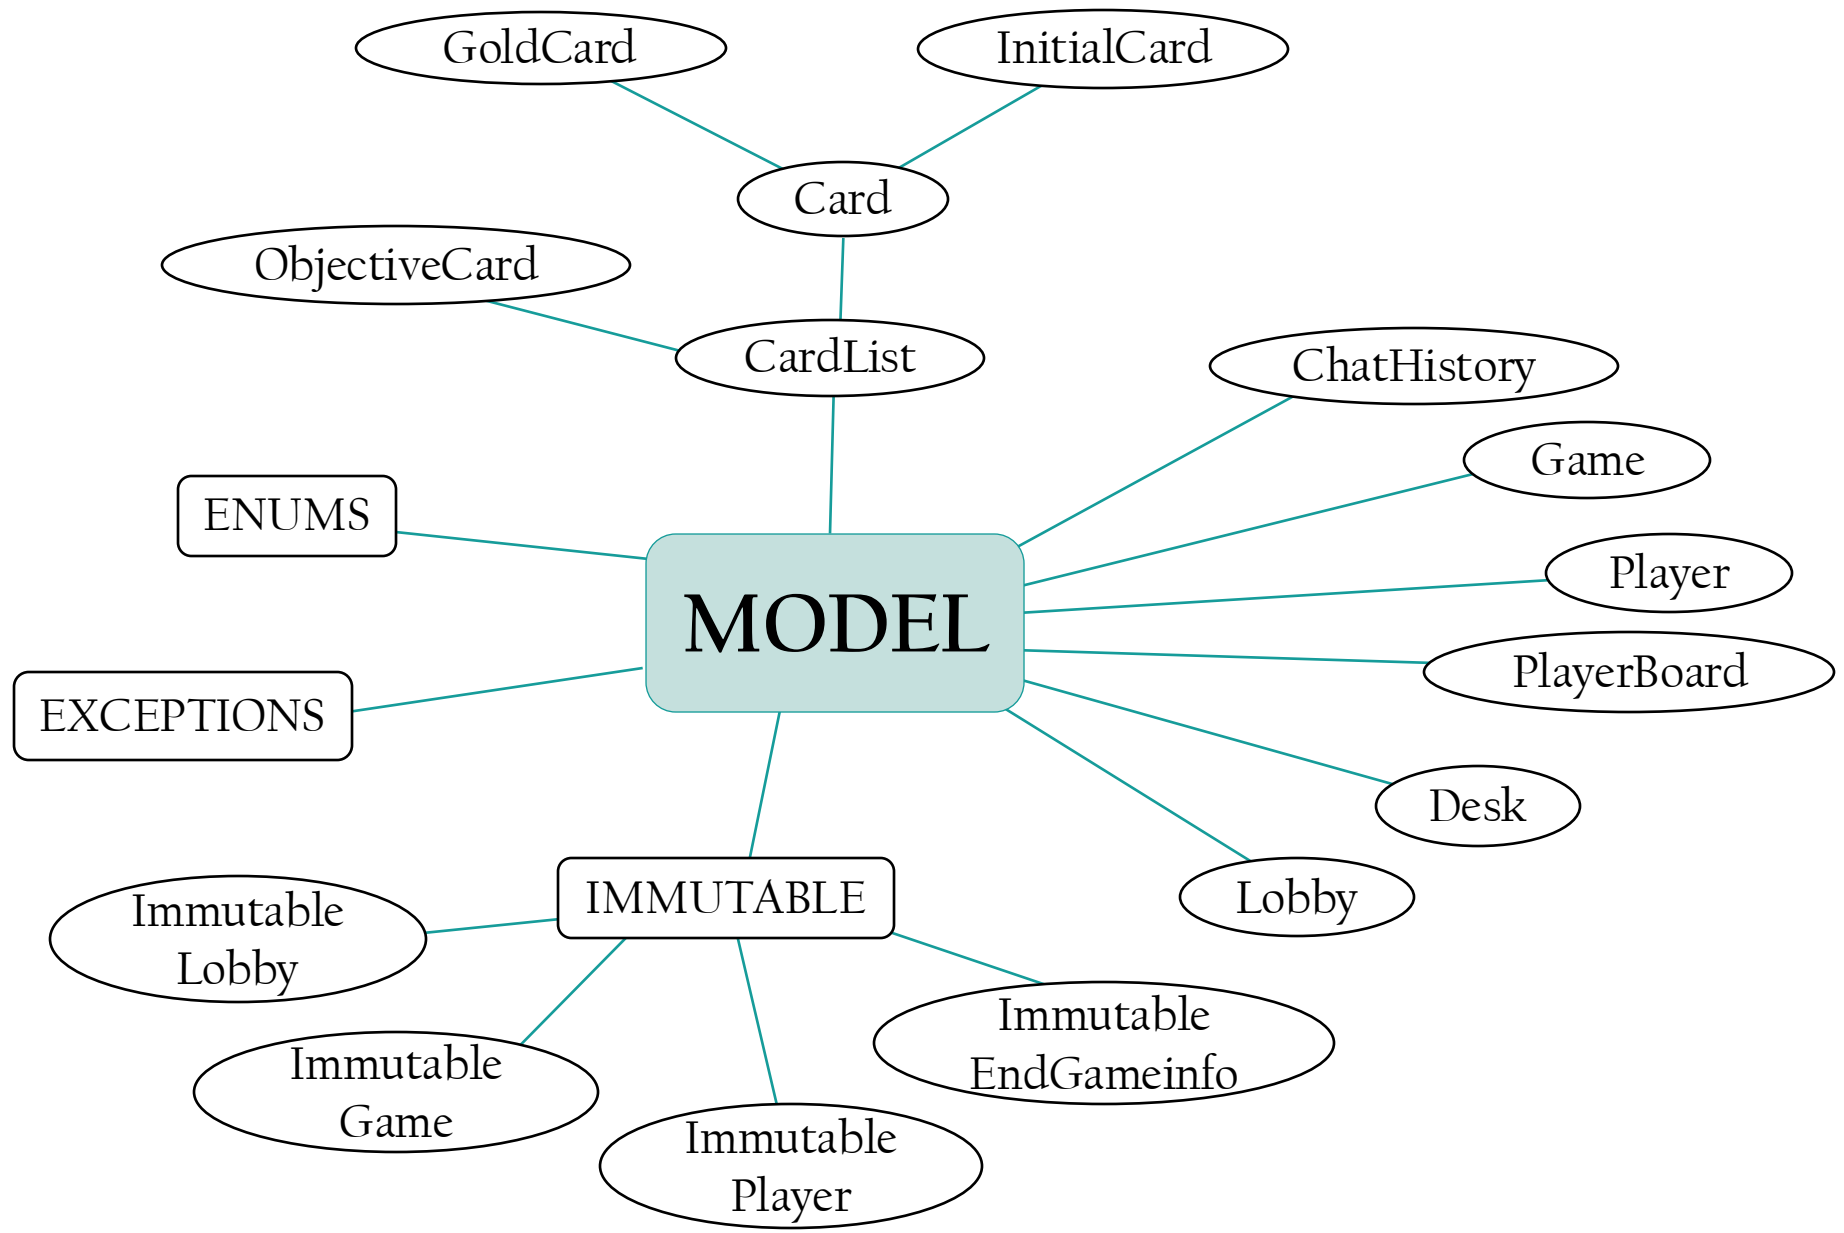 GoldCard
InitialCard
Card
ObjectiveCard
CardList
ChatHistory
Game
ENUMS
Player
MODEL
PlayerBoard
EXCEPTIONS
Desk
IMMUTABLE
Lobby
Immutable
Lobby
Immutable
EndGameinfo
Immutable
Game
Immutable
Player